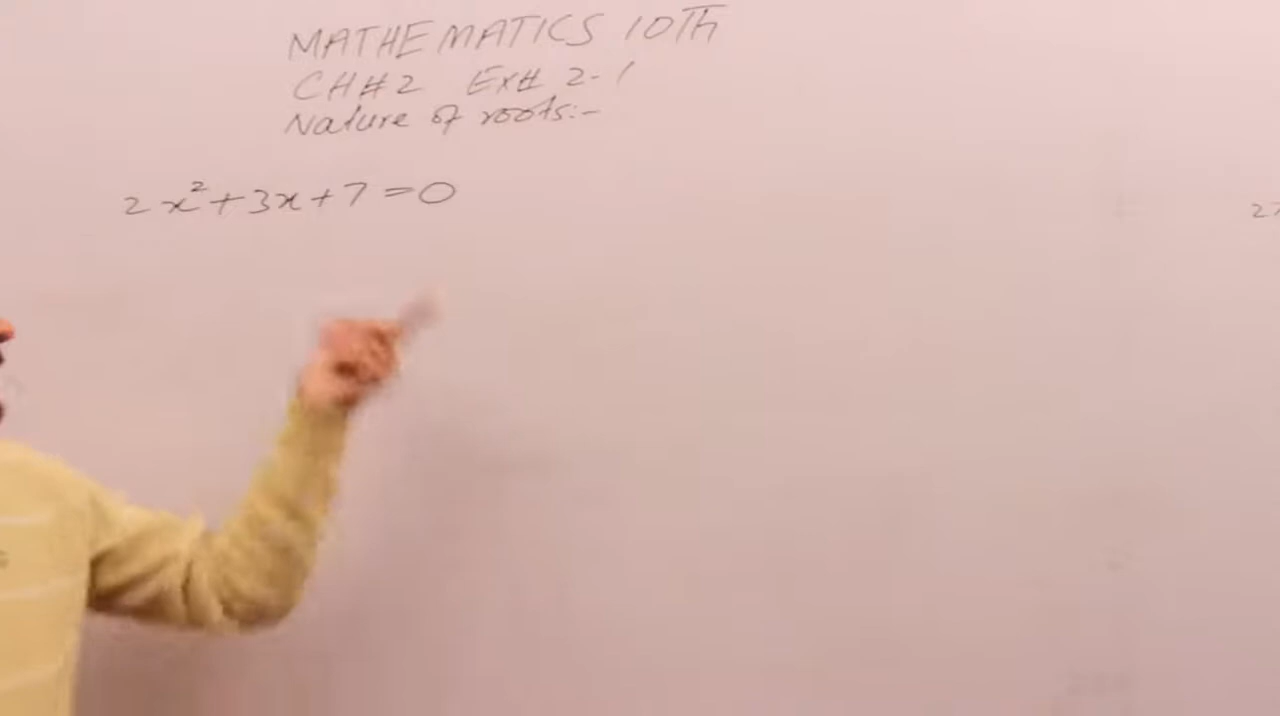 MATHEMATICS 10Th
CH#2 Ex# 2-1
Nature of roots:-
2x²+3x+7=0